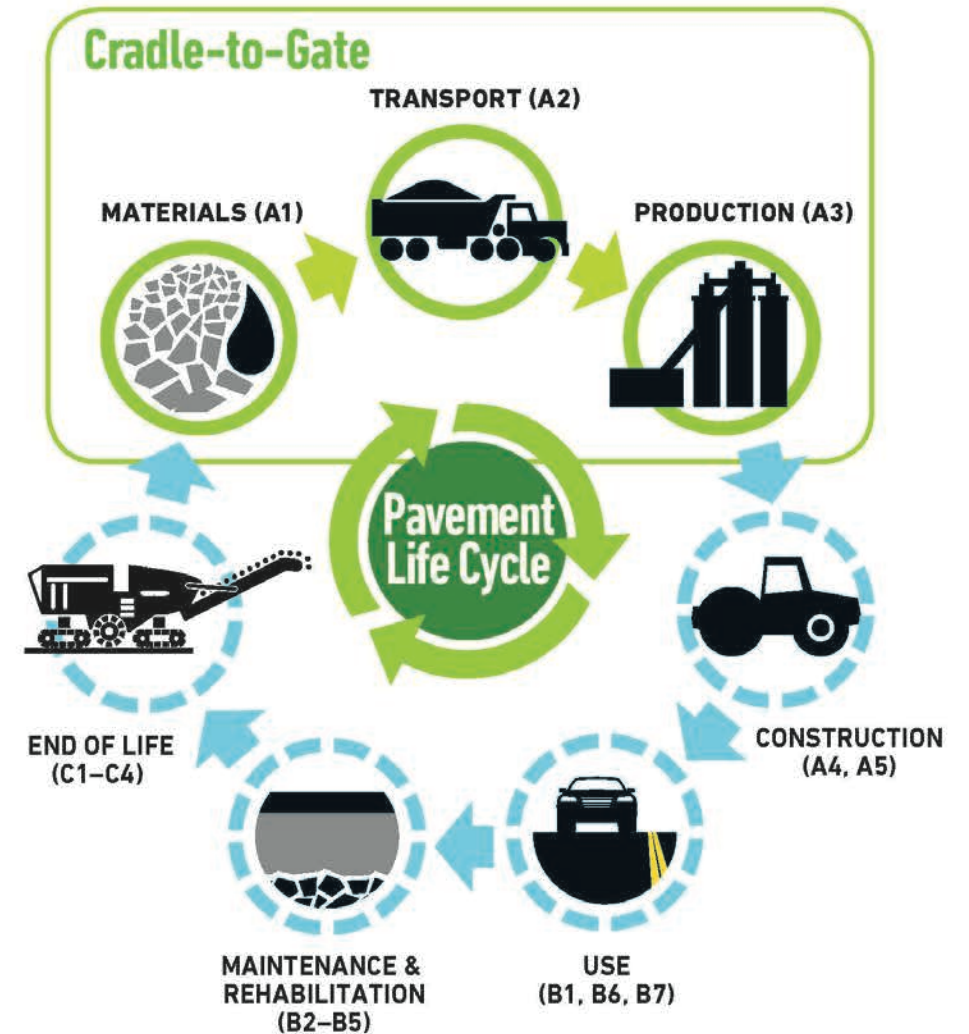 Cradle-to-Gate
TRANSPORT (A2)
MATERIALS (A1)
PRODUCTION (A3)
Pavement
Life Cycle
CONSTRUCTION
(A4, A5)
USE
(B1, B6, B7)
MAINTENANCE &
REHABILITATION
(B2–B5)
END OF LIFE
(C1–C4)